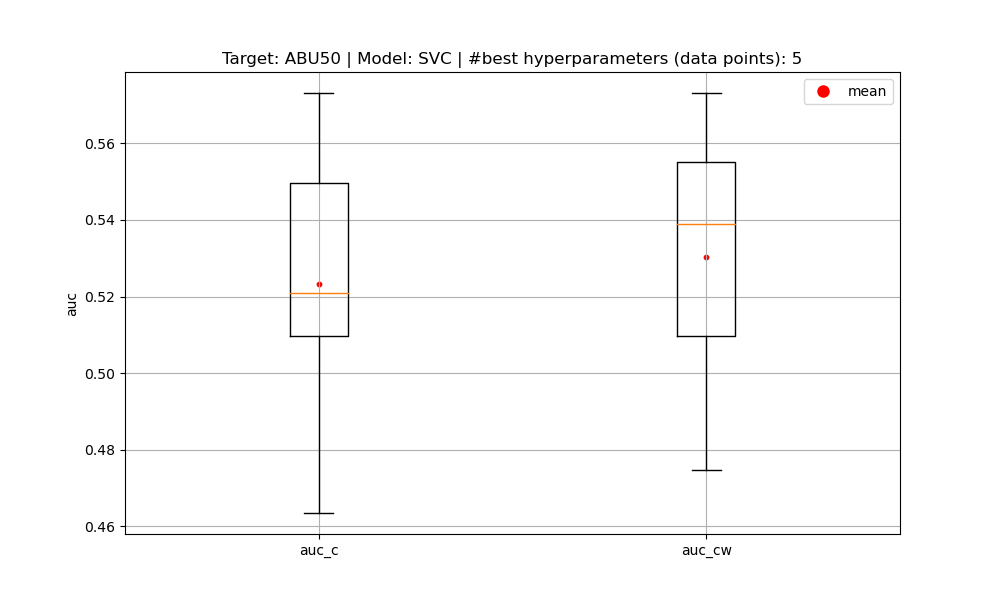 Target: ABU50 | Model: SVC | #best hyperparameters (data points): 5
mean
0.56
0.54
0.52
0.50
0.48
0.46
auc
auc_c
auc_cw